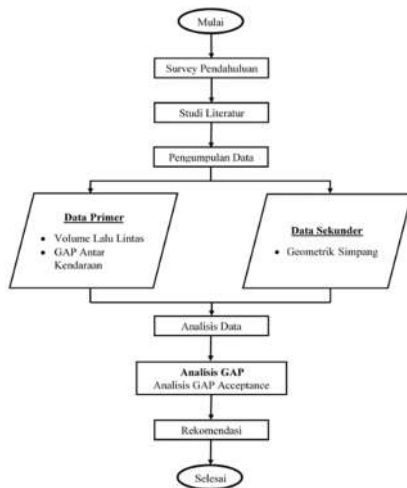 Mulai
Survey Pendahuluan
Studi Literatur
Pengumpulan Data
Data Primer
• Volume Lalu Lintas
• GAP Antar
Kendaraan
Data Sekunder
• Geometrik Simpang
Analisis Data
Analisis GAP
Analisis GAP Acceptance
Rekomendasi
Selesai